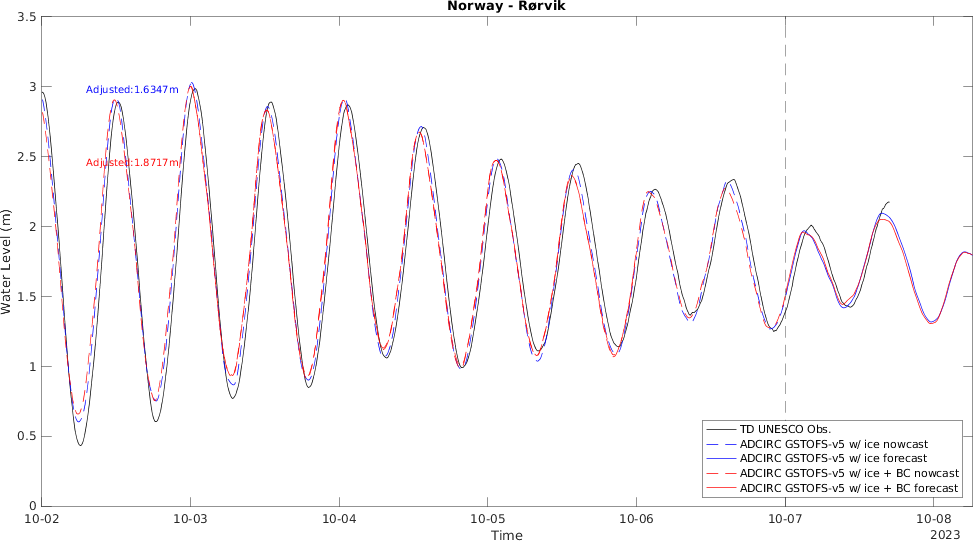 Norway - Rørvik
3.5
3
2.5
2
1.5
1
0.5
0
Water Level (m)
Adjusted:1.6347m
Adjusted:1.8717m
TD UNESCO Obs.
ADCIRC GSTOFS-v5 w/ ice nowcast
ADCIRC GSTOFS-v5 w/ ice forecast
ADCIRC GSTOFS-v5 w/ ice + BC nowcast
ADCIRC GSTOFS-v5 w/ ice + BC forecast
10-02 10-03 10-04 10-05 10-06 10-07 10-08
Time
2023